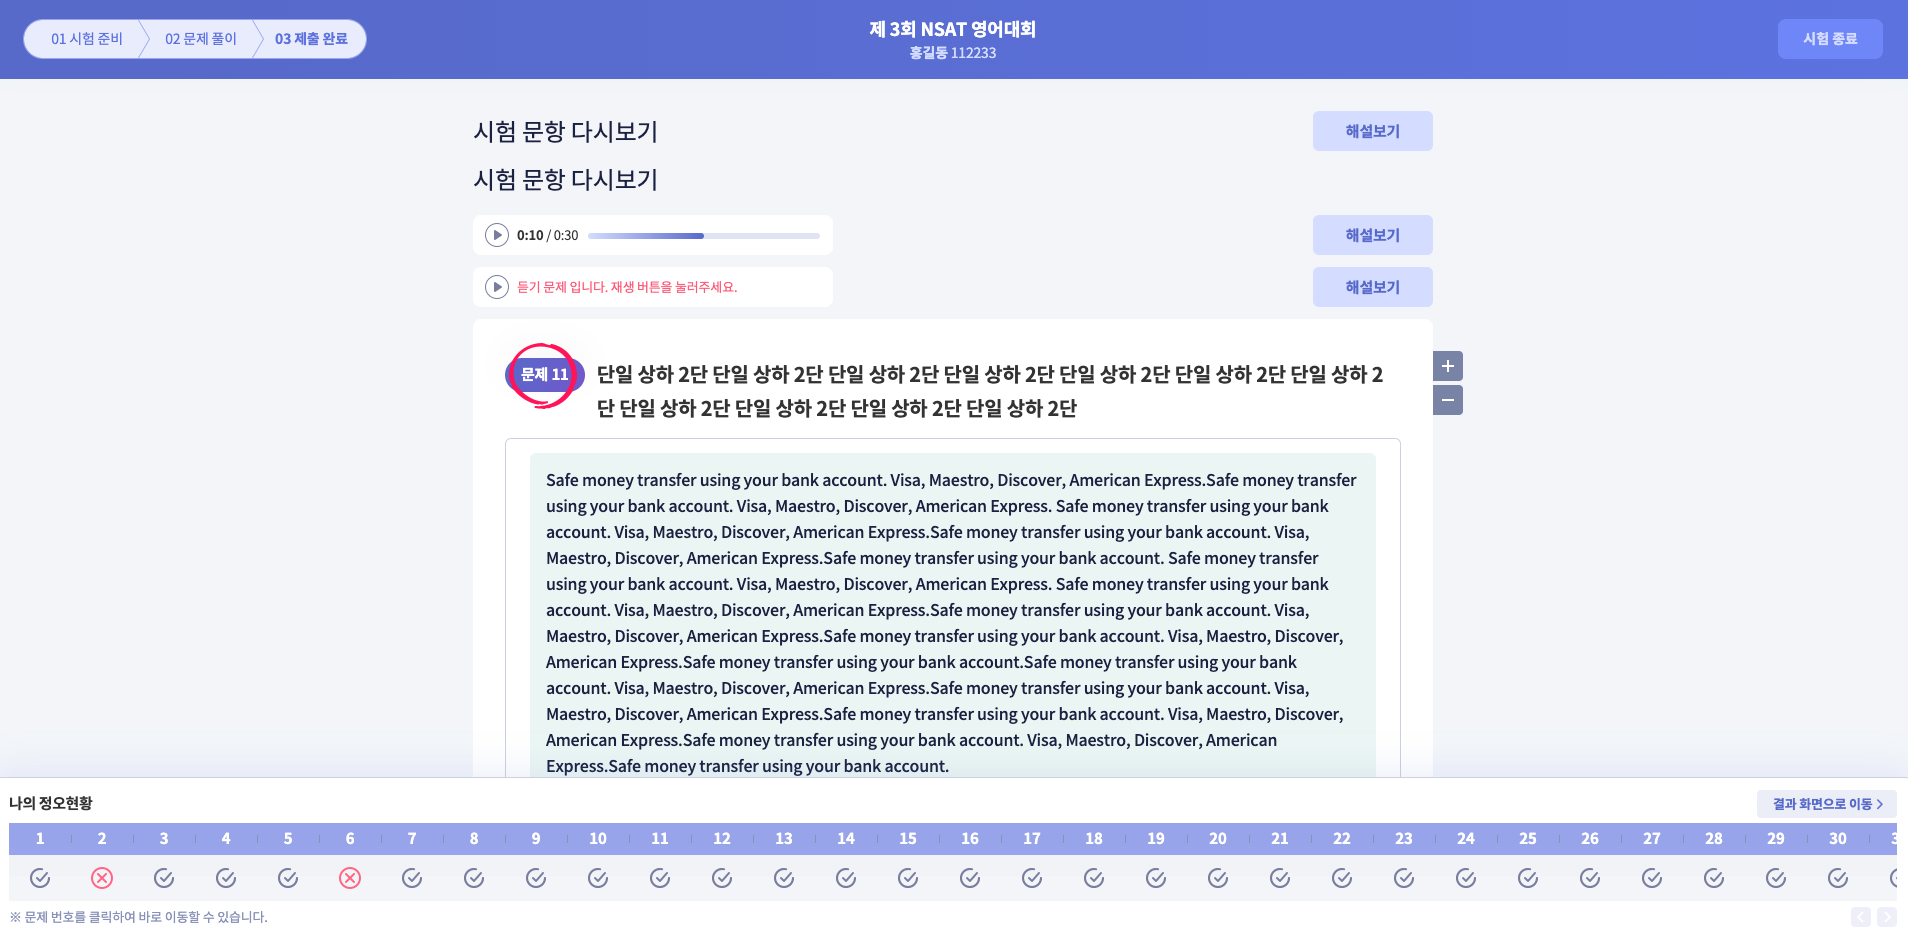 01 시험 준비
02 문제 풀이
03 제출 완료
제 3회 NSAT 영어대회
홍길동 112233
시험 종료
시험 문항 다시보기
해설보기
시험 문항 다시보기
0:10 / 0:30
해설보기
듣기 문제 입니다. 재생 버튼을 눌러주세요.
해설보기
문제 11
단일 상하 2단 단일 상하 2단 단일 상하 2단 단일 상하 2단 단일 상하 2단 단일 상하 2단 단일 상하 2
단 단일 상하 2단 단일 상하 2단 단일 상하 2단 단일 상하 2단
Safe money transfer using your bank account. Visa, Maestro, Discover, American Express.Safe money transfer
using your bank account. Visa, Maestro, Discover, American Express. Safe money transfer using your bank
account. Visa, Maestro, Discover, American Express.Safe money transfer using your bank account. Visa,
Maestro, Discover, American Express.Safe money transfer using your bank account. Safe money transfer
using your bank account. Visa, Maestro, Discover, American Express. Safe money transfer using your bank
account. Visa, Maestro, Discover, American Express.Safe money transfer using your bank account. Visa,
Maestro, Discover, American Express.Safe money transfer using your bank account. Visa, Maestro, Discover,
American Express.Safe money transfer using your bank account.Safe money transfer using your bank
account. Visa, Maestro, Discover, American Express.Safe money transfer using your bank account. Visa,
Maestro, Discover, American Express.Safe money transfer using your bank account. Visa, Maestro, Discover,
American Express.Safe money transfer using your bank account. Visa, Maestro, Discover, American
Express.Safe money transfer using your bank account.
나의 정오현황
결과 화면으로 이동
1 2 3 4 5 6 7 8 9 10 11 12 13 14 15 16 17 18 19 20 21 22 23 24 25 26 27 28 29 30
※ 문제 번호를 클릭하여 바로 이동할 수 있습니다.